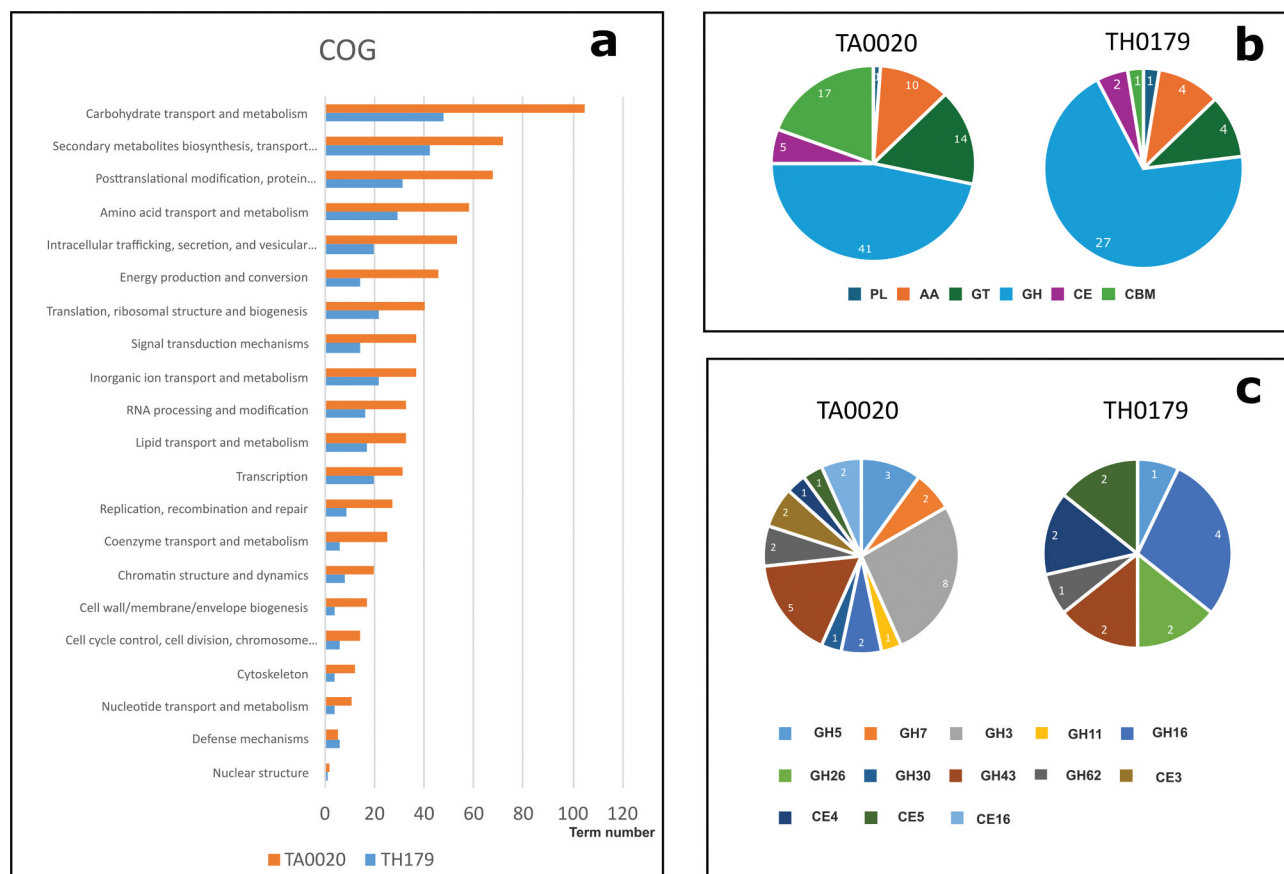 a
COG
Carbohydrate transport and metabolism
Secondary metabolites biosynthesis, transport...
Posttranslational modification, protein...
Amino acid transport and metabolism
Intracellular trafficking, secretion, and vesicular...
Energy production and conversion
Translation, ribosomal structure and biogenesis
Signal transduction mechanisms
Inorganic ion transport and metabolism
RNA processing and modification
Lipid transport and metabolism
Transcription
Replication, recombination and repair
Coenzyme transport and metabolism
Chromatin structure and dynamics
Cell wall/membrane/envelope biogenesis
Cell cycle control, cell division, chromosome...
Cytoskeleton
Nucleotide transport and metabolism
Defense mechanisms
Nuclear structure
0 20 40 60 80 100 120
Term number
TA0020 TH179
b
TA0020 TH0179
1 10 14 41 5 17
1 4 4 27 2 1
PL AA GT GH CE CBM
c
TA0020 TH0179
3 2 8 1 2 1 5 2 2 1 1 2
1 4 2 2 1 2 2
GH5 GH7 GH3 GH11 GH16
GH26 GH30 GH43 GH62 CE3
CE4 CE5 CE16